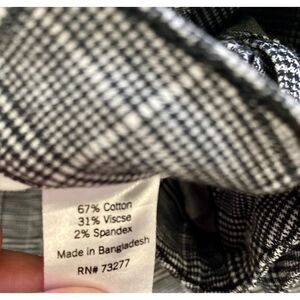 67% Cotton
31% Viscse
2% Spandex
Made in Bangladesh
RN# 73277